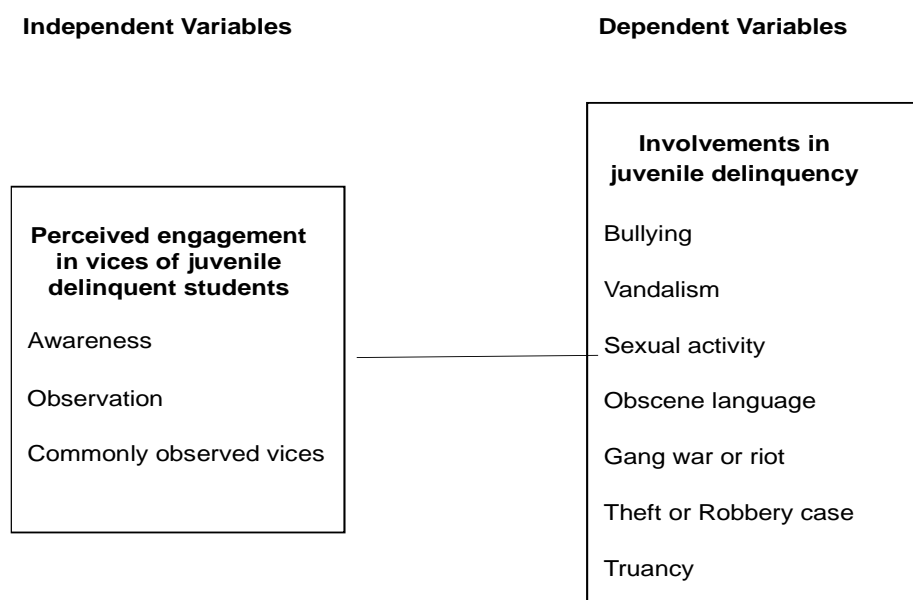 Independent Variables
Dependent Variables
Perceived engagement
in vices of juvenile
delinquent students
Awareness
Observation
Commonly observed vices
Involvements in
juvenile delinquency
Bullying
Vandalism
Sexual activity
Obscene language
Gang war or riot
Theft or Robbery case
Truancy